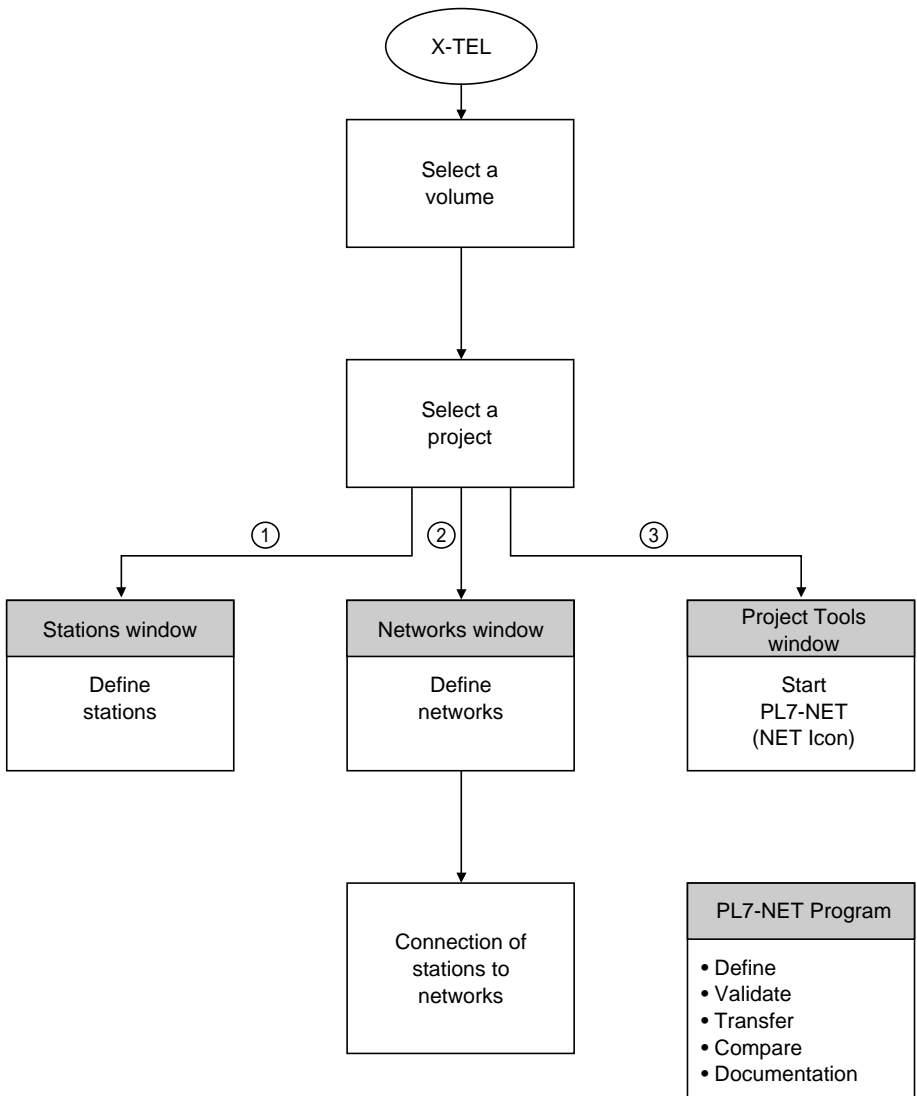 X-TEL
Select a
volume
Select a
project
1
2
3
Stations window
Define
stations
Networks window
Define
networks
Project Tools
window
Start
PL7-NET
(NET Icon)
Connection of
stations to
networks
PL7-NET Program
• Define
• Validate
• Transfer
• Compare
• Documentation